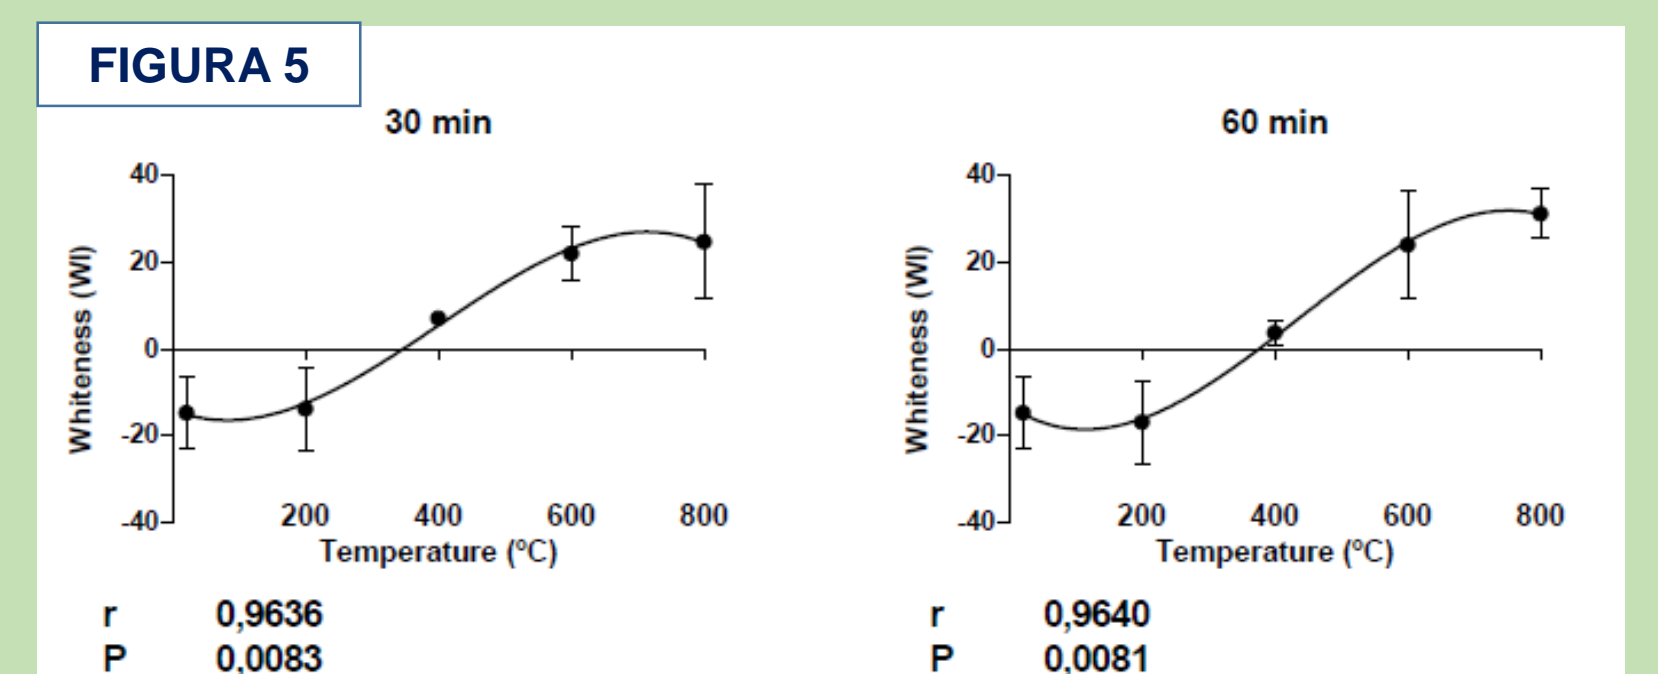 FIGURA 5
30 min
40
20
0
-20
-40
Whiteness (WI)
200 400 600 800
Temperature (ºC)
r 0,9636
P 0,0083
60 min
40
20
0
-20
-40
Whiteness (WI)
200 400 600 800
Temperature (ºC)
r 0,9640
P 0,0081